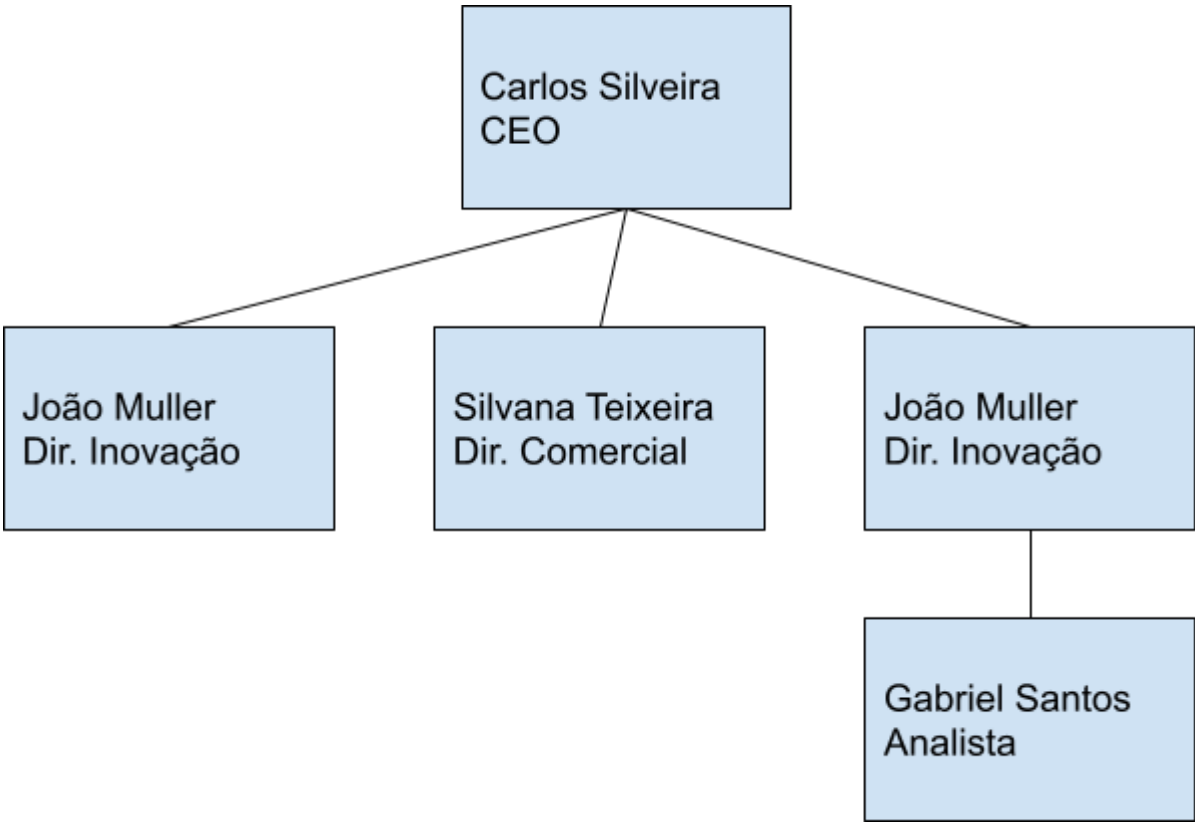 Carlos Silveira
CEO
João Muller
Dir. Inovação
Silvana Teixeira
Dir. Comercial
João Muller
Dir. Inovação
Gabriel Santos
Analista